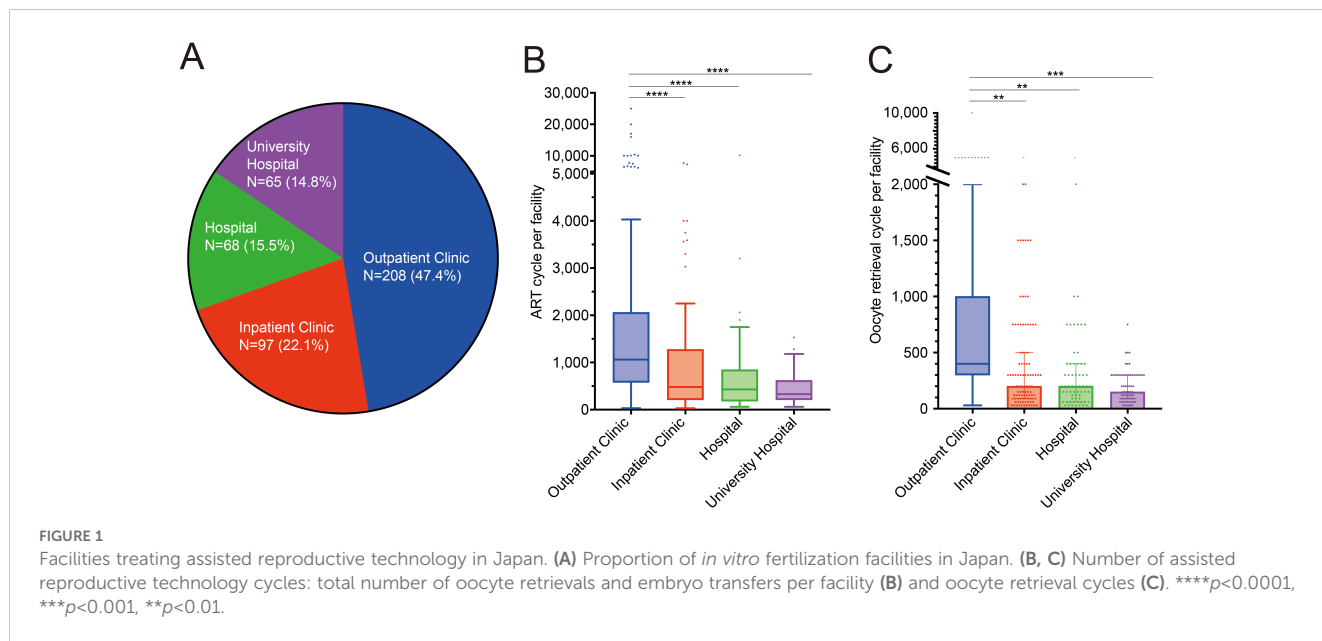 A
University
Hospital
N=65 (14.8%)
Hospital
N=68 (15.5%)
Outpatient Clinic
N=208 (47.4%)
Inpatient Clinic
N=97 (22.1%)
B
****
****
****
30,000
20,000
10,000
5,000
4,000
3,000
2,000
1,000
0
ART cycle per facility
Outpatient Clinic
Inpatient Clinic
Hospital
University Hospital
C
***
**
**
10,000
6,000
2,000
1,500
1,000
500
0
Oocyte retrieval cycle per facility
Outpatient Clinic
Inpatient Clinic
Hospital
University Hospital
FIGURE 1
Facilities treating assisted reproductive technology in Japan. (A) Proportion of in vitro fertilization facilities in Japan. (B, C) Number of assisted
reproductive technology cycles: total number of oocyte retrievals and embryo transfers per facility (B) and oocyte retrieval cycles (C). ****p<0.0001,
***p<0.001, **p<0.01.